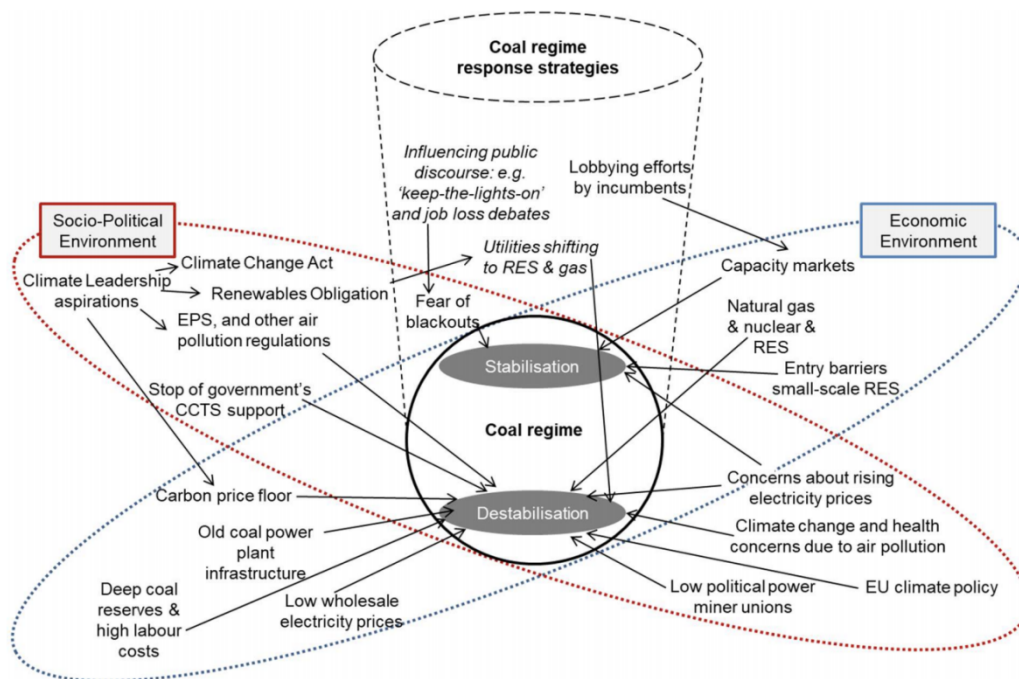 Coal regime
response strategies
Influencing public
discourse: e.g.
‘keep-the-lights-on’
and job loss debates
Lobbying efforts
by incumbents
Socio-Political
Environment
Economic
Environment
Climate Leadership
aspirations
Climate Change Act
Renewables Obligation
Utilities shifting
to RES & gas
Capacity markets
EPS, and other air
pollution regulations
Fear of
blackouts
Natural gas
& nuclear &
RES
Stabilisation
Entry barriers
small-scale RES
Stop of government’s
CCTS support
Coal regime
Carbon price floor
Concerns about rising
electricity prices
Destabilisation
Old coal power
plant
infrastructure
Climate change and health
concerns due to air pollution
Deep coal
reserves &
high labour
costs
Low wholesale
electricity prices
Low political power
miner unions
EU climate policy